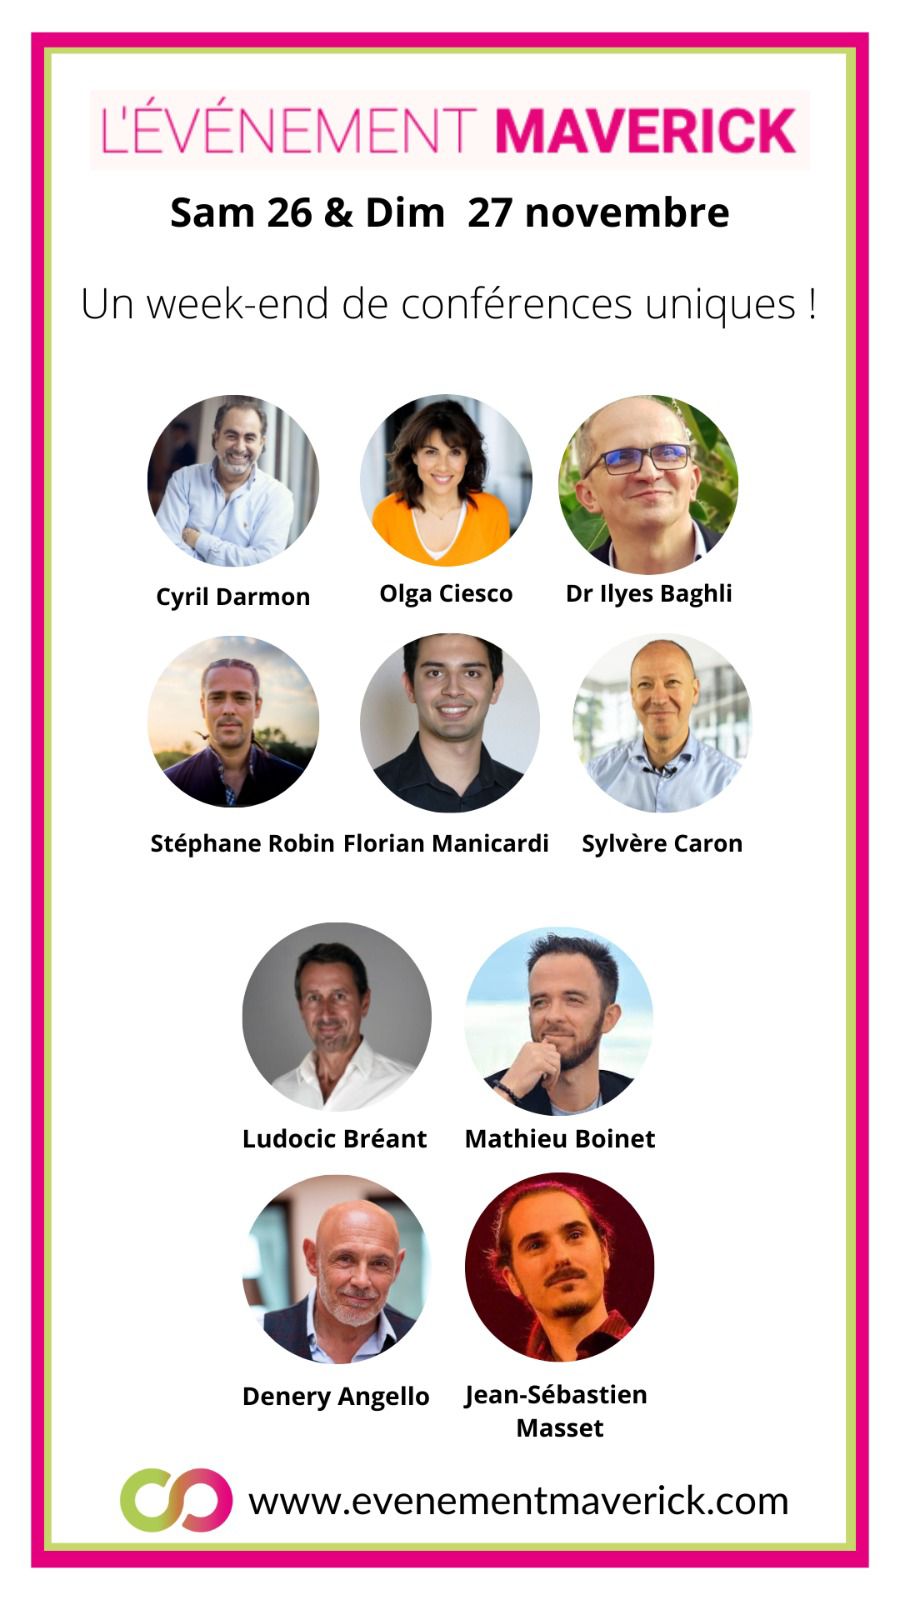 L'ÉVÉNEMENT MAVERICK
Sam 26 & Dim 27 novembre
Un week-end de conférences uniques !
Cyril Darmon
Olga Ciesco
Dr Ilyes Baghli
Stéphane Robin
Florian Manicardi
Sylvère Caron
Ludocic Bréant
Mathieu Boinet
Denery Angello
Jean-Sébastien
Masset
www.evenementmaverick.com